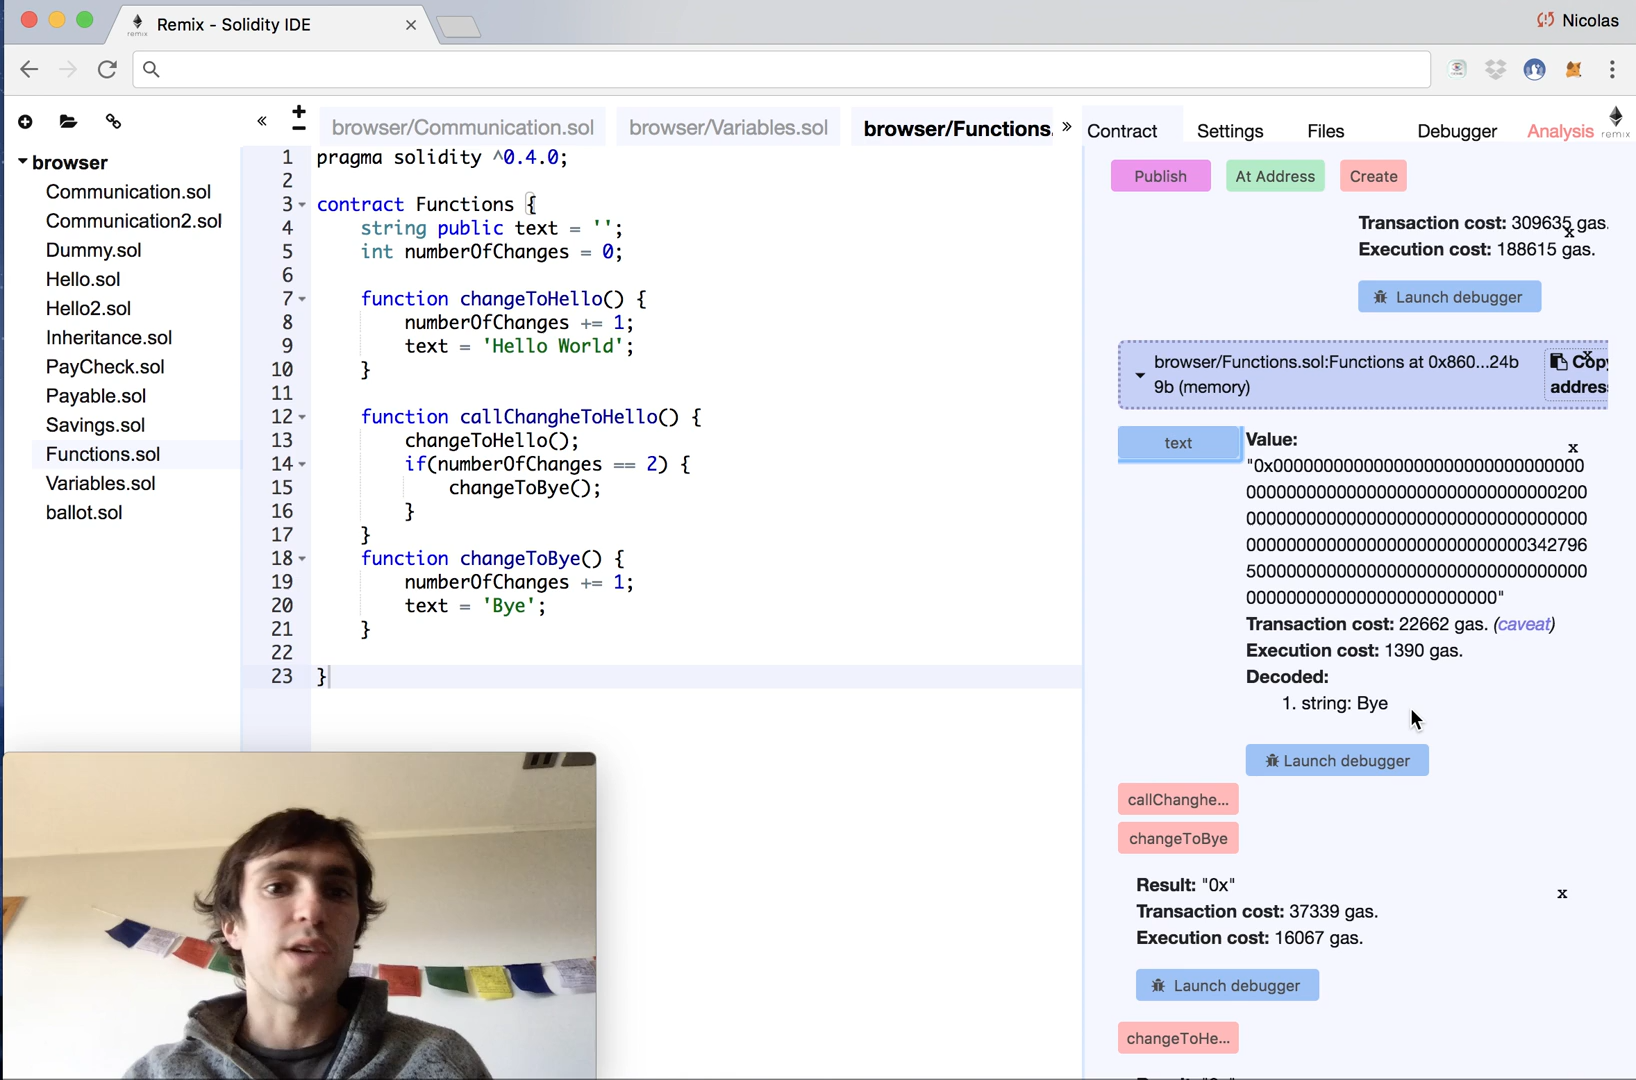 Remix - Solidity IDE
Nicolas
remix
browser
Communication.sol
Communication2.sol
Dummy.sol
Hello.sol
Hello2.sol
Inheritance.sol
PayCheck.sol
Payable.sol
Savings.sol
Functions.sol
Variables.sol
ballot.sol
« + -
browser/Communication.sol browser/Variables.sol browser/Functions. »
1 pragma solidity ^0.4.0;
2
3 contract Functions {
4 string public text = '';
5 int numberOfChanges = 0;
6
7 function changeToHello() {
8 numberOfChanges += 1;
9 text = 'Hello World';
10 }
11
12 function callChangheToHello() {
13 changeToHello();
14 if(numberOfChanges == 2) {
15 changeToBye();
16 }
17 }
18 function changeToBye() {
19 numberOfChanges += 1;
20 text = 'Bye';
21 }
22
23 }
Contract Settings Files Debugger Analysis
remix
Publish At Address Create
Transaction cost: 309635 gas.
x
Execution cost: 188615 gas.
Launch debugger
browser/Functions.sol:Functions at 0x860...24b
9b (memory)
Copy
addres
x
text
Value:
x
Transaction cost: 22662 gas. (caveat)
Execution cost: 1390 gas.
Decoded:
1. string: Bye
Launch debugger
callChanghe...
changeToBye
Result: "0x"
x
Transaction cost: 37339 gas.
Execution cost: 16067 gas.
Launch debugger
changeToHe...